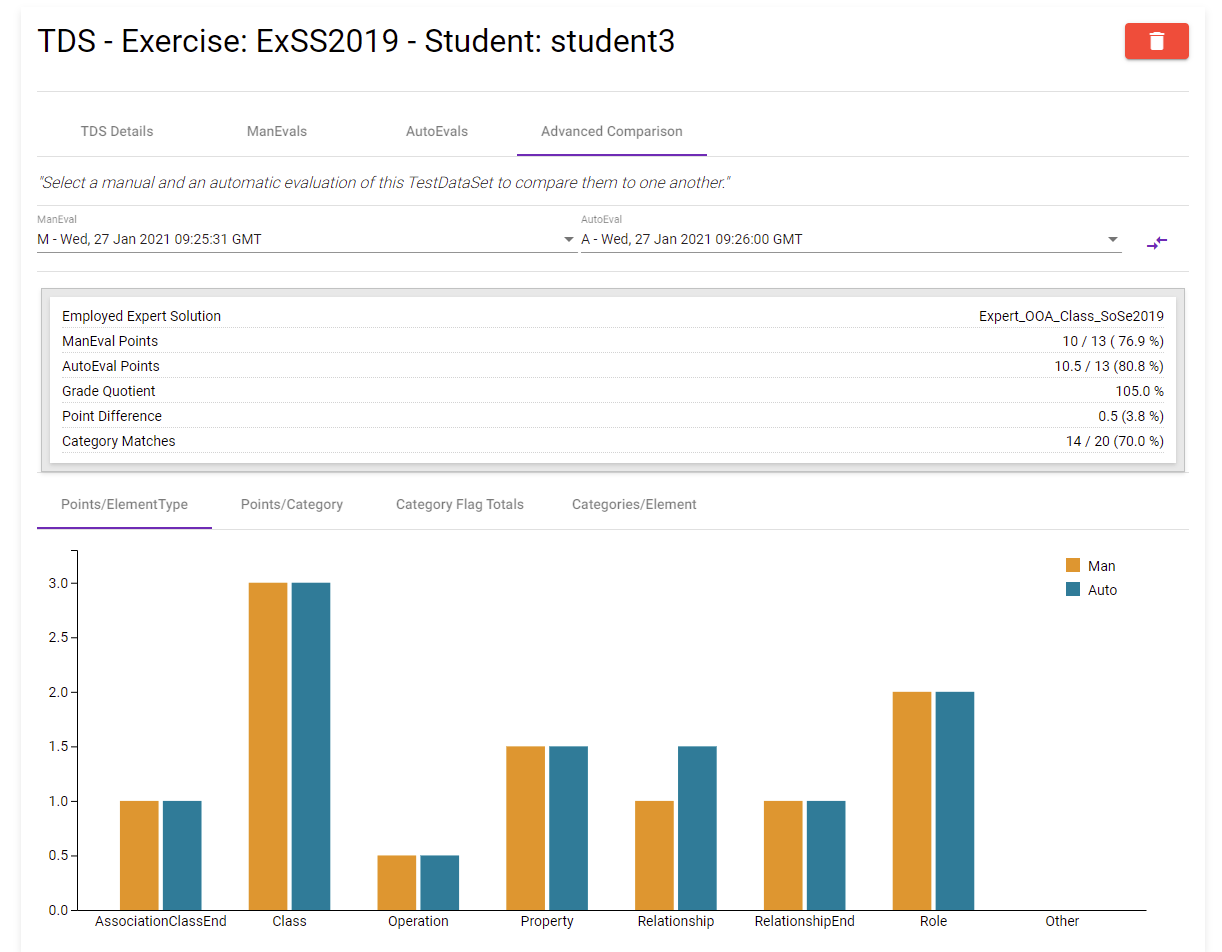 TDS - Exercise: ExSS2019 - Student: student3
TDS Details ManEvals AutoEvals Advanced Comparison
"Select a manual and an automatic evaluation of this TestDataSet to compare them to one another."
ManEval AutoEval
M - Wed, 27 Jan 2021 09:25:31 GMT A - Wed, 27 Jan 2021 09:26:00 GMT
Employed Expert Solution Expert_OOA_Class_SoSe2019
ManEval Points 10 / 13 ( 76.9 %)
AutoEval Points 10.5 / 13 (80.8 %)
Grade Quotient 105.0 %
Point Difference 0.5 (3.8 %)
Category Matches 14 / 20 (70.0 %)
Points/ElementType Points/Category Category Flag Totals Categories/Element
Man
Auto
3.0
2.5
2.0
1.5
1.0
0.5
0.0
AssociationClassEnd Class Operation Property Relationship RelationshipEnd Role Other